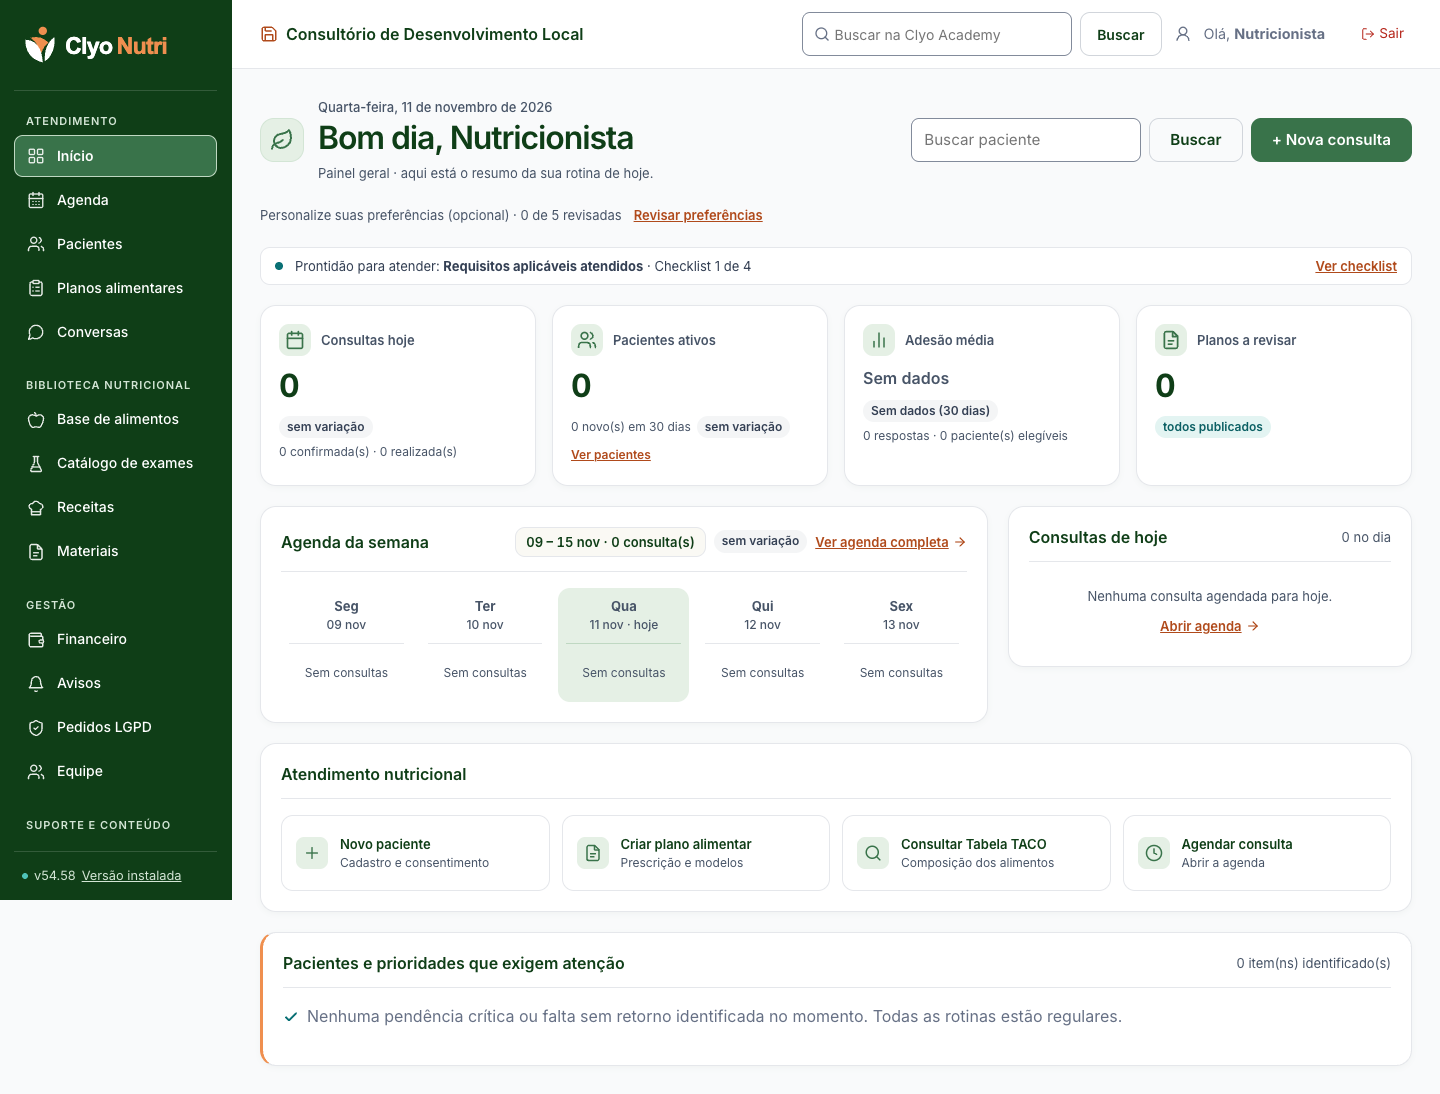 Clyo Nutri
ATENDIMENTO
Início
Agenda
Pacientes
Planos alimentares
Conversas
BIBLIOTECA NUTRICIONAL
Base de alimentos
Catálogo de exames
Receitas
Materiais
GESTÃO
Financeiro
Avisos
Pedidos LGPD
Equipe
SUPORTE E CONTEÚDO
v54.58 Versão instalada
Consultório de Desenvolvimento Local
Buscar na Clyo Academy
Buscar
Olá, Nutricionista
Sair
Quarta-feira, 11 de novembro de 2026
Bom dia, Nutricionista
Painel geral · aqui está o resumo da sua rotina de hoje.
Buscar paciente
Buscar
+ Nova consulta
Personalize suas preferências (opcional) · 0 de 5 revisadas Revisar preferências
Prontidão para atender: Requisitos aplicáveis atendidos · Checklist 1 de 4
Ver checklist
Consultas hoje
0
sem variação
0 confirmada(s) · 0 realizada(s)
Pacientes ativos
0
0 novo(s) em 30 dias sem variação
Ver pacientes
Adesão média
Sem dados
Sem dados (30 dias)
0 respostas · 0 paciente(s) elegíveis
Planos a revisar
0
todos publicados
Agenda da semana
09 – 15 nov · 0 consulta(s)
sem variação
Ver agenda completa →
Seg
09 nov
Sem consultas
Ter
10 nov
Sem consultas
Qua
11 nov · hoje
Sem consultas
Qui
12 nov
Sem consultas
Sex
13 nov
Sem consultas
Consultas de hoje
0 no dia
Nenhuma consulta agendada para hoje.
Abrir agenda →
Atendimento nutricional
Novo paciente
Cadastro e consentimento
Criar plano alimentar
Prescrição e modelos
Consultar Tabela TACO
Composição dos alimentos
Agendar consulta
Abrir a agenda
Pacientes e prioridades que exigem atenção
0 item(ns) identificado(s)
Nenhuma pendência crítica ou falta sem retorno identificada no momento. Todas as rotinas estão regulares.